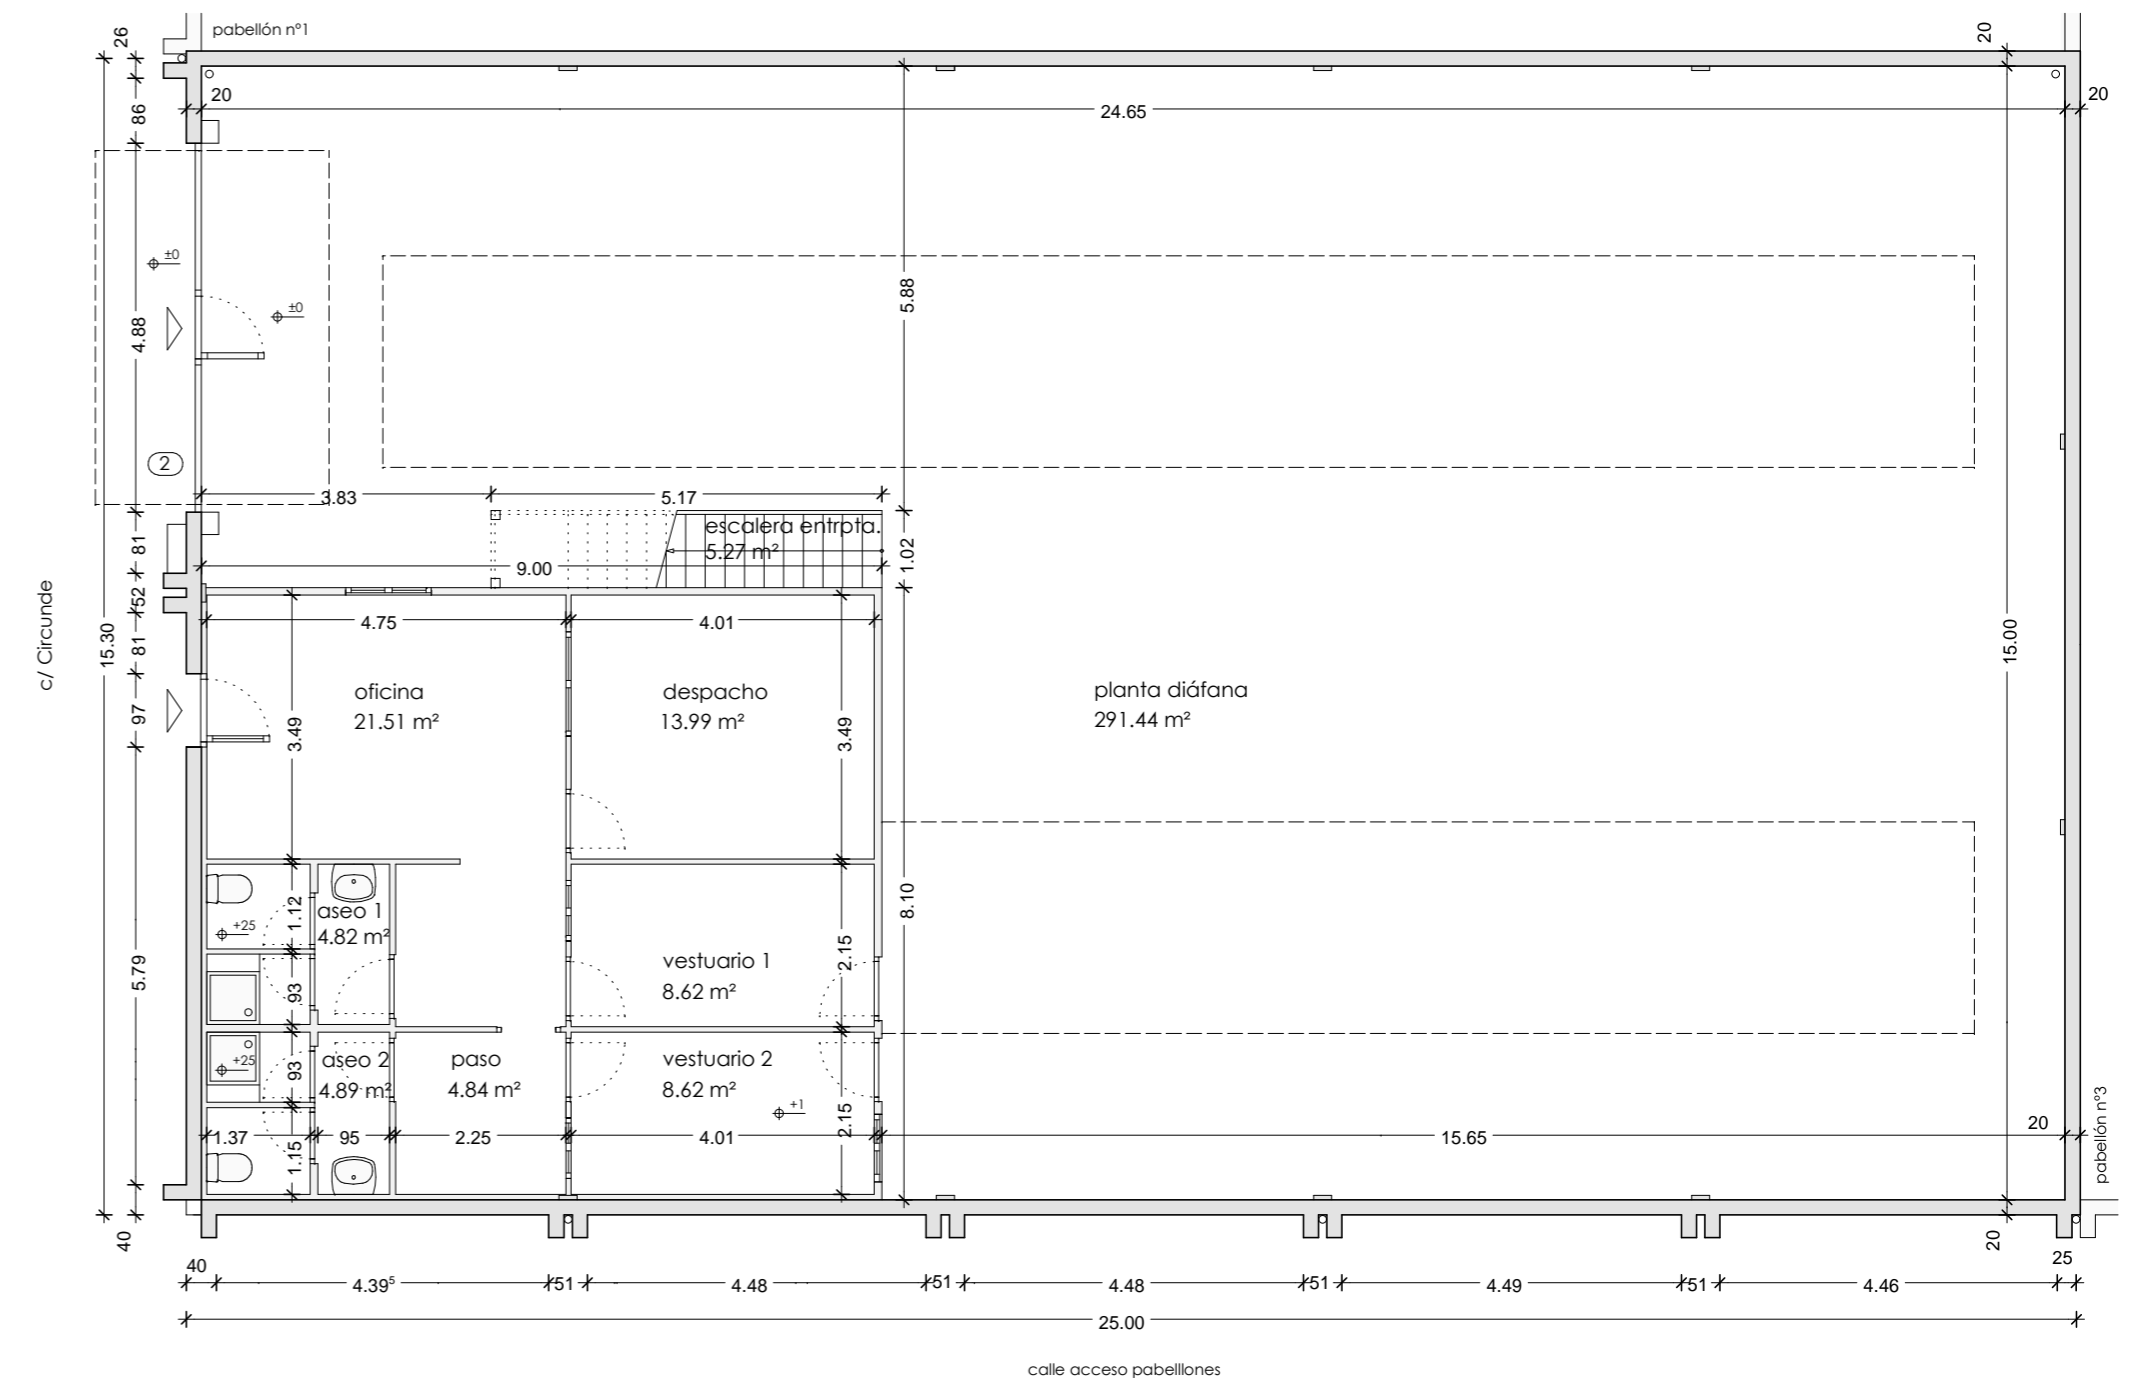 pabellón nº1
26
20
20
24.65
20
86
±0
±0
4.88
5.88
2
3.83
5.17
escalera entrpta.
5.27 m²
81
1.02
9.00
52
c/ Circunde
15.30
81
4.75
4.01
15.00
oficina
21.51 m²
despacho
13.99 m²
planta diáfana
291.44 m²
97
3.49
3.49
1.12
aseo 1
4.82 m²
+25
8.10
5.79
93
2.15
vestuario 1
8.62 m²
+25
93
aseo 2
4.89 m²
paso
4.84 m²
vestuario 2
8.62 m²
+1
pabellón nº3
1.37
95
2.25
4.01
2.15
15.65
20
1.15
40
20
40
25
4.39⁵
51
4.48
51
4.48
51
4.49
51
4.46
25.00
calle acceso pabelllones